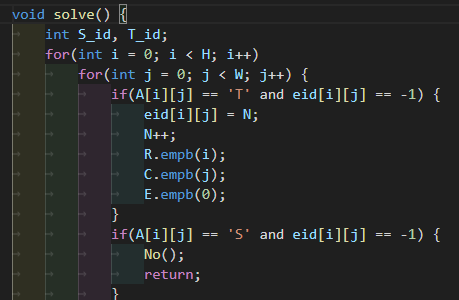 void solve() {
int S_id, T_id;
for(int i = 0; i < H; i++)
for(int j = 0; j < W; j++) {
if(A[i][j] == 'T' and eid[i][j] == -1) {
eid[i][j] = N;
N++;
R.empb(i);
C.empb(j);
E.empb(0);
}
if(A[i][j] == 'S' and eid[i][j] == -1) {
No();
return;
}